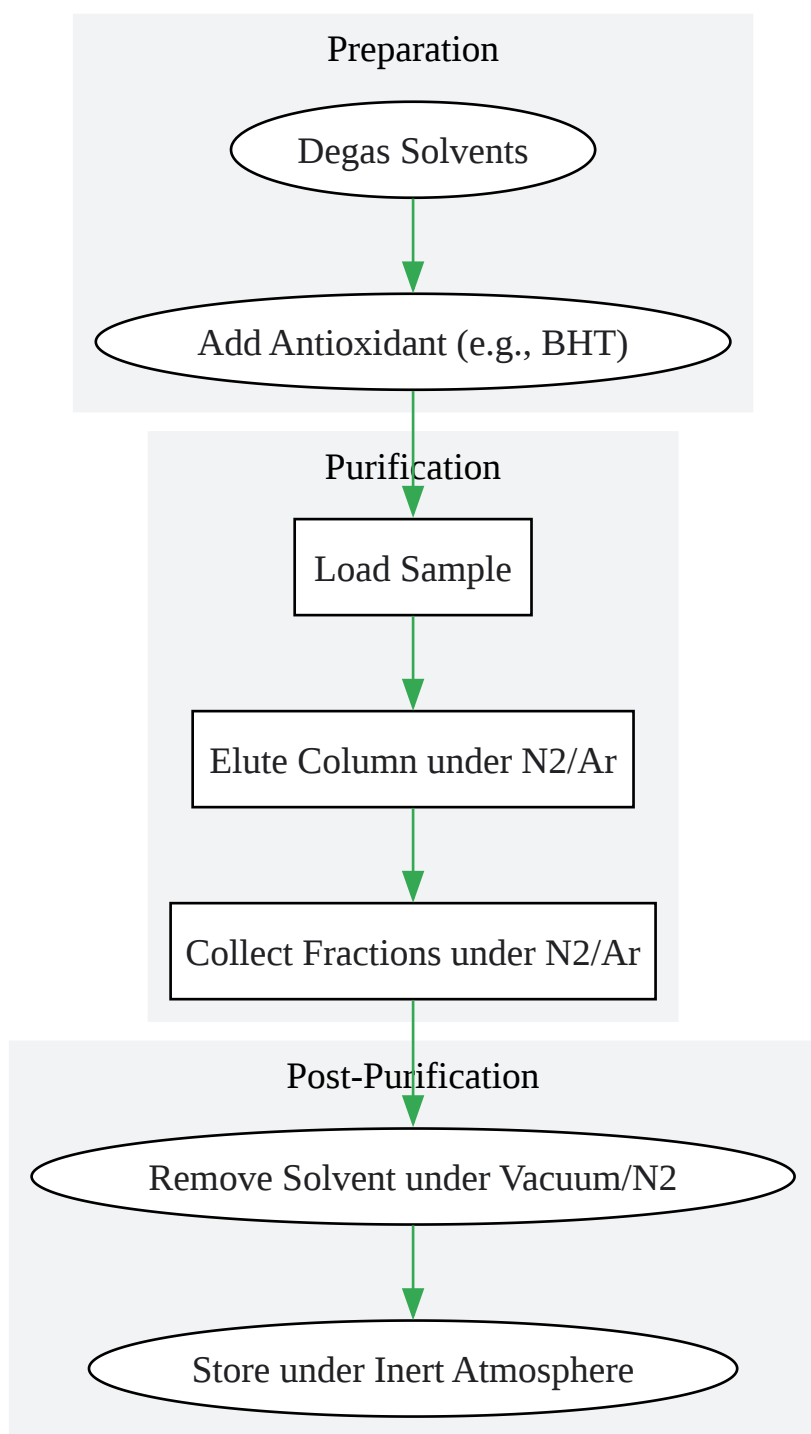 Preparation
Degas Solvents
Add Antioxidant (e.g., BHT)
Purification
Load Sample
Elute Column under N2/Ar
Collect Fractions under N2/Ar
Post-Purification
Remove Solvent under Vacuum/N2
Store under Inert Atmosphere